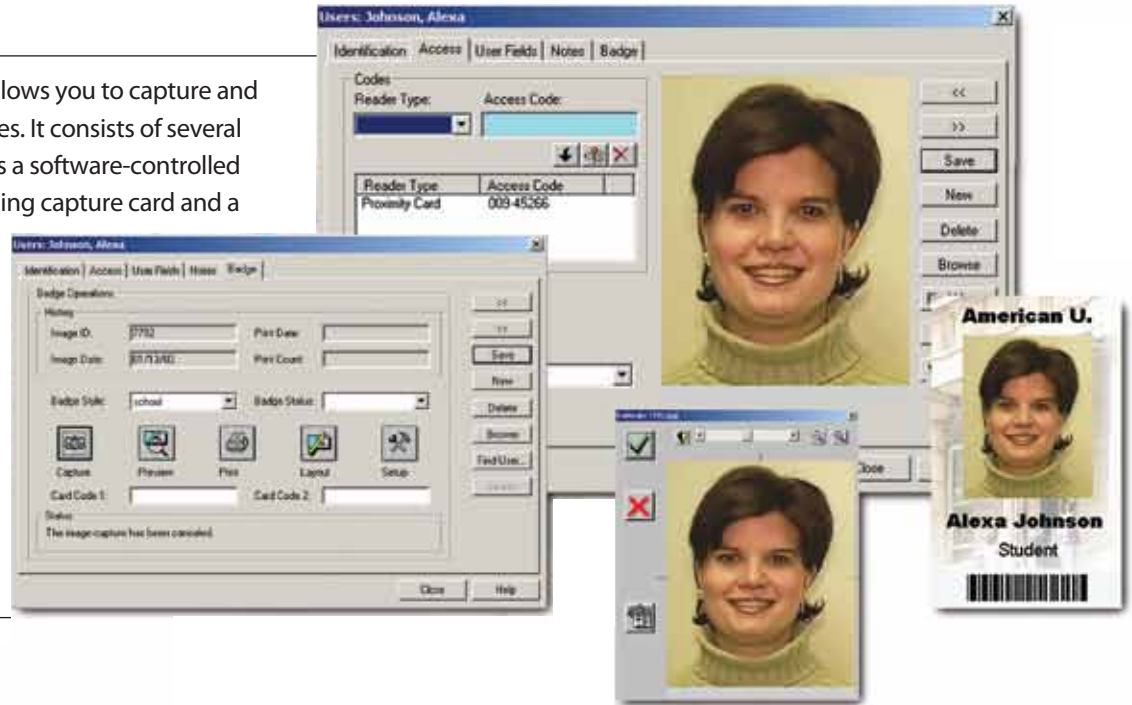 lows you to capture and
es. It consists of several
s a software-controlled
ing capture card and a
Users: Johnson, Alexa
Identification Access User Fields Notes Badge
Codes
Reader Type: Access Code:
Reader Type Access Code
Proximity Card 009-45266
<<
>>
Save
New
Delete
Browse
Close
Users: Johnson, Alexa
Identification Access User Fields Notes Badge
Badge Operations
History
Image ID: Print Date:
Image Date: Print Count:
Badge Style: school Badge Status:
Capture Preview Print Layout Setup
Card Code 1: Card Code 2:
Status
The image capture has been canceled.
<<
>>
Save
New
Delete
Browse
Find User...
Close Help
American U.
Alexa Johnson
Student